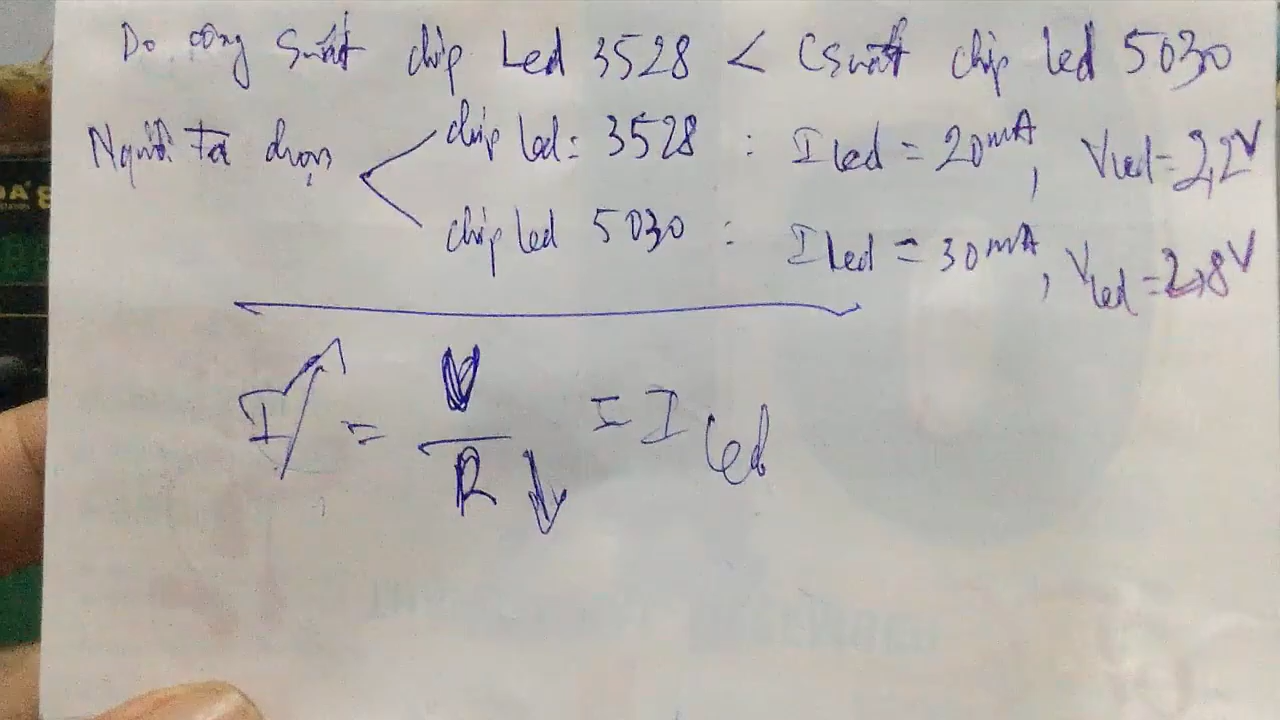 Do công suất chip Led 3528 < Csuất chip led 5030
Người ta chọn
chip led: 3528 : I led = 20mA, Vled = 2,2V
chip led 5030 : I led = 30mA, Vled = 2,8V
I↗ = V/R↓ = I led